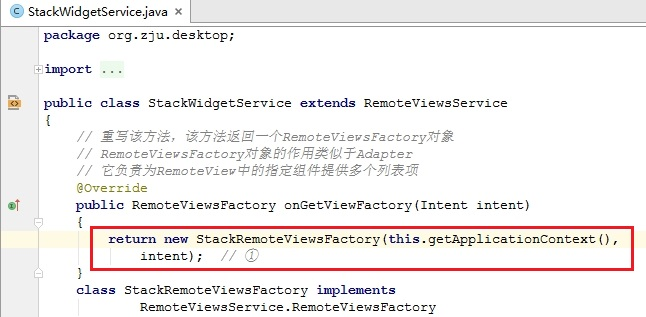 StackWidgetService.java ×
package org.zju.desktop;
import ...
public class StackWidgetService extends RemoteViewsService
{
// 重写该方法，该方法返回一个RemoteViewsFactory对象
// RemoteViewsFactory对象的作用类似于Adapter
// 它负责为RemoteView中的指定组件提供多个列表项
@Override
public RemoteViewsFactory onGetViewFactory(Intent intent)
{
return new StackRemoteViewsFactory(this.getApplicationContext(),
intent);  // ①
}
class StackRemoteViewsFactory implements
RemoteViewsService.RemoteViewsFactory